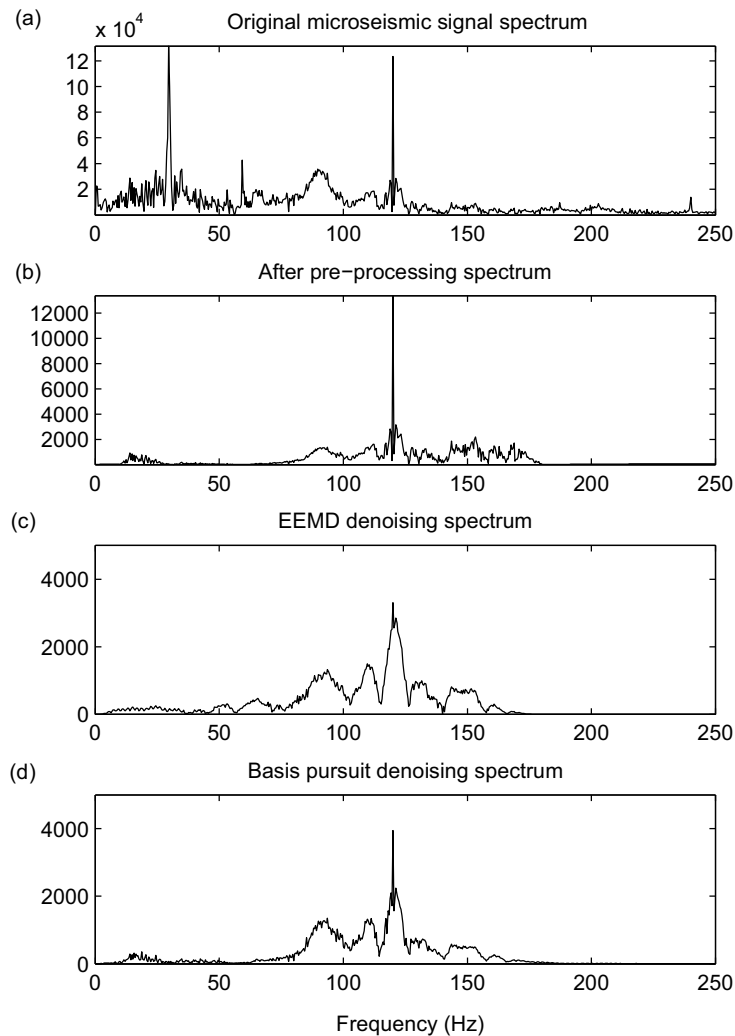 (a)
Original microseismic signal spectrum
x 10^4
12
10
8
6
4
2
0 50 100 150 200 250
(b)
After pre−processing spectrum
12000
10000
8000
6000
4000
2000
0 50 100 150 200 250
(c)
EEMD denoising spectrum
4000
2000
0
0 50 100 150 200 250
(d)
Basis pursuit denoising spectrum
4000
2000
0
0 50 100 150 200 250
Frequency (Hz)